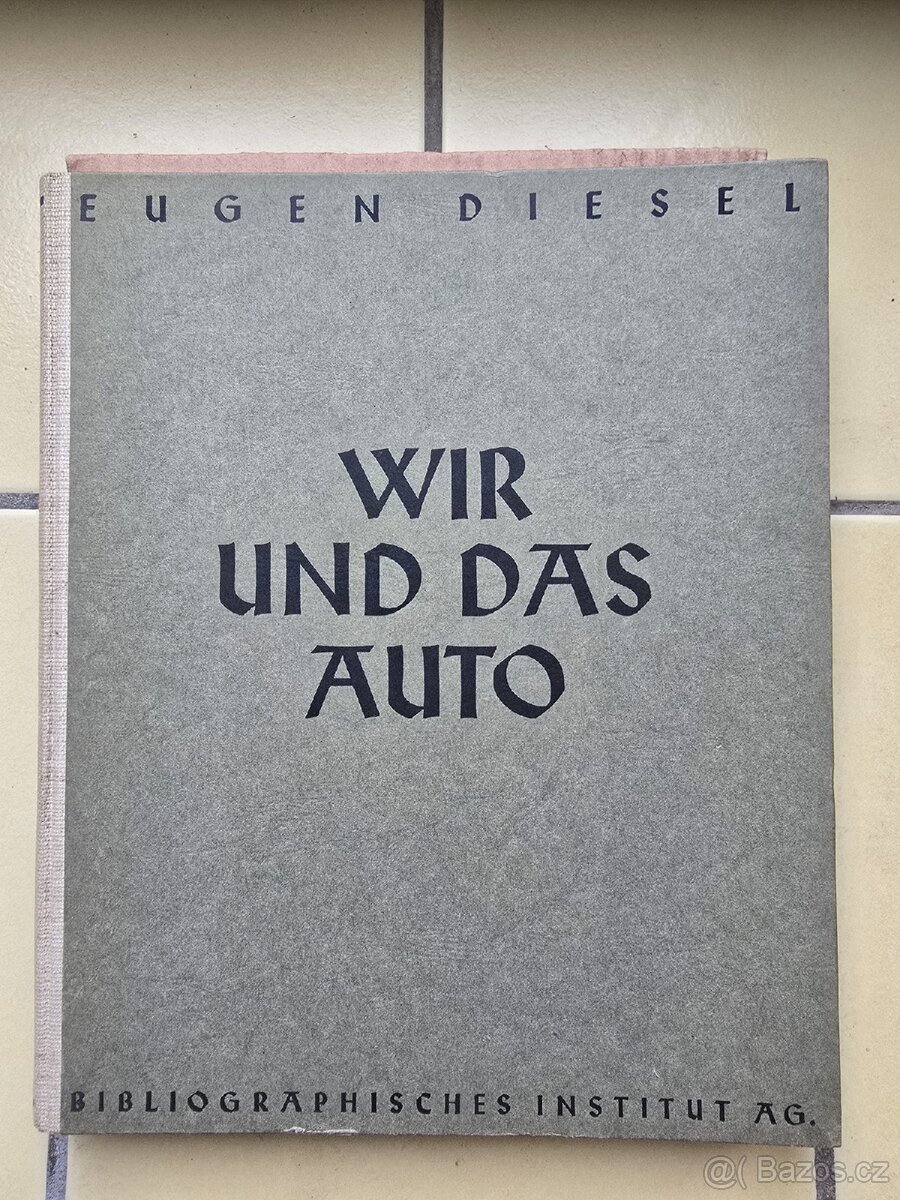 EUGEN DIESEL
WIR
UND DAS
AUTO
BIBLIOGRAPHISCHES INSTITUT AG.
@( Bazos.cz